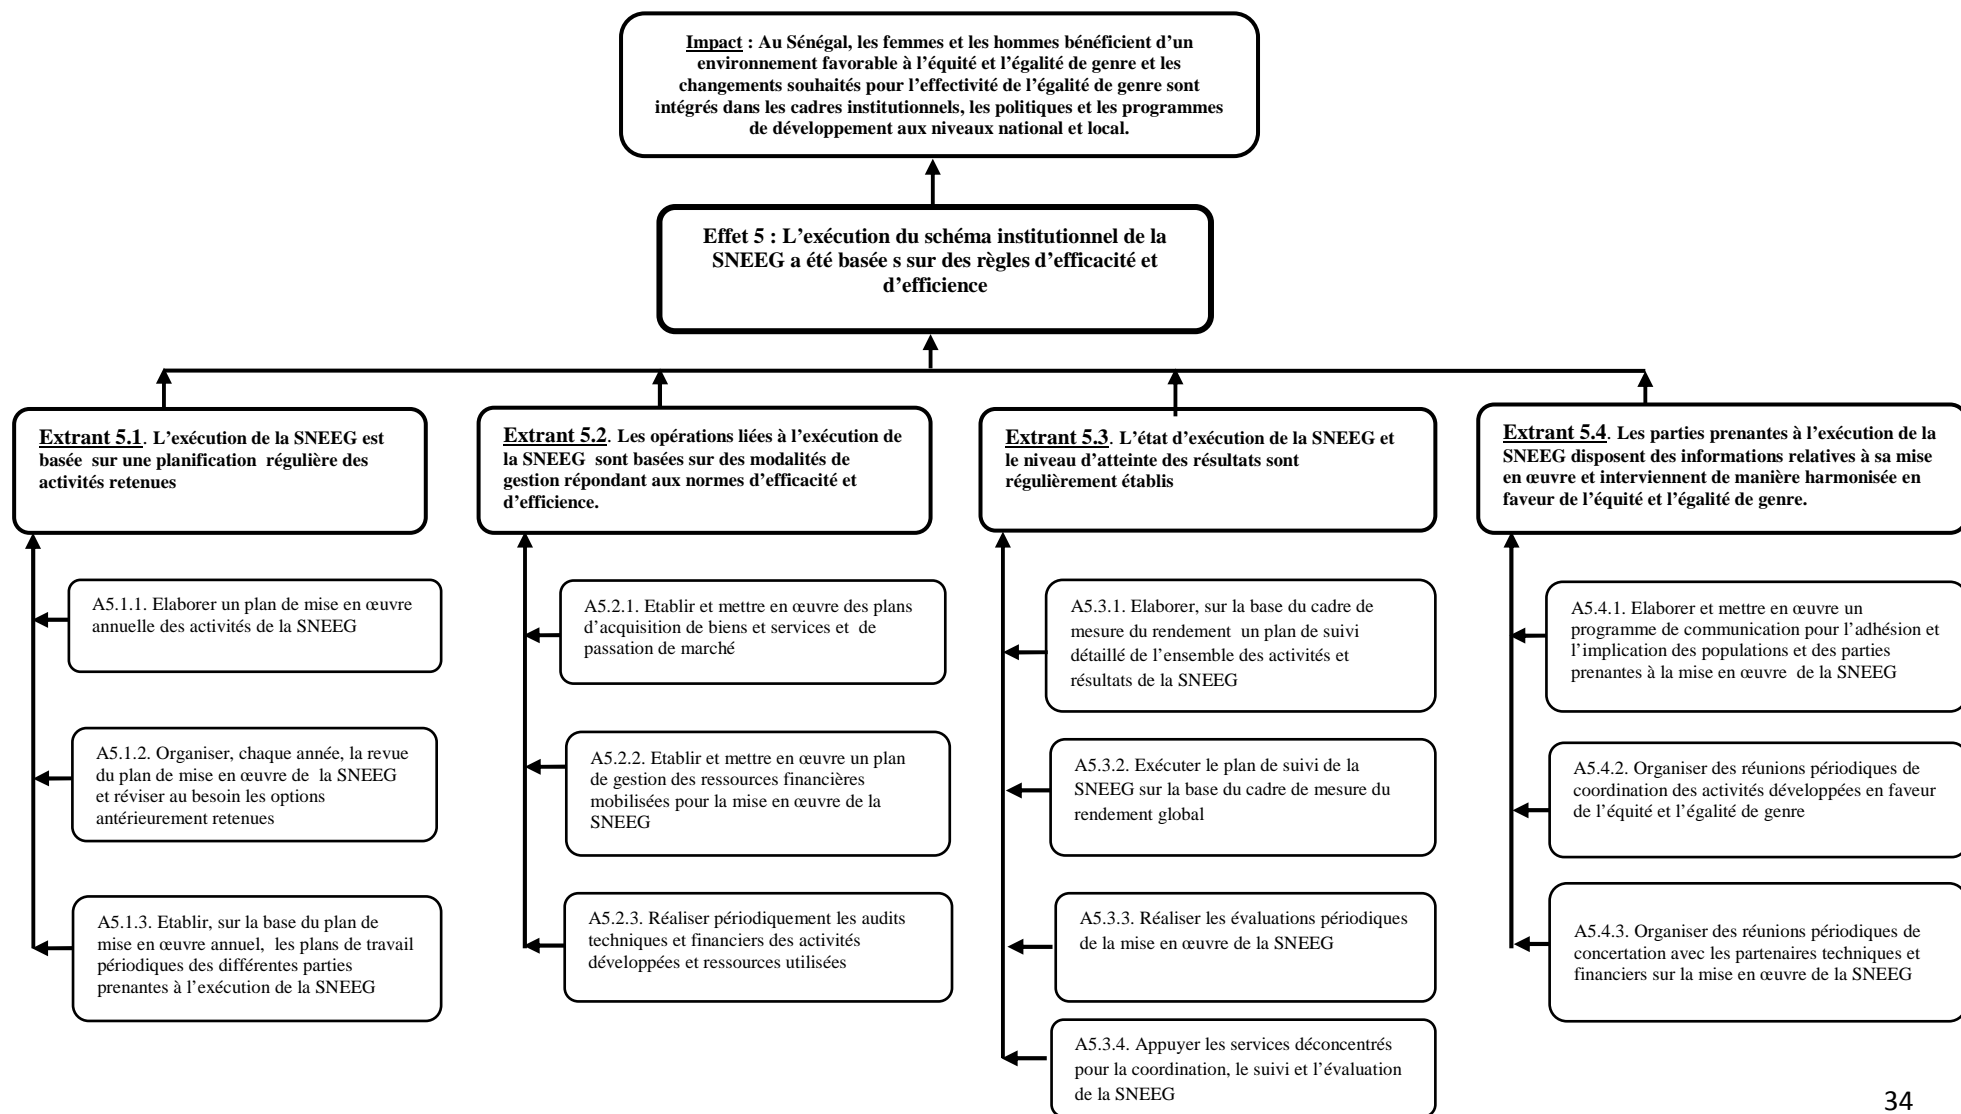 Impact : Au Sénégal, les femmes et les hommes bénéficient d’un
environnement favorable à l’équité et l’égalité de genre et les
changements souhaités pour l’effectivité de l’égalité de genre sont
intégrés dans les cadres institutionnels, les politiques et les programmes
de développement aux niveaux national et local.
Effet 5 : L’exécution du schéma institutionnel de la
SNEEG a été basée s sur des règles d’efficacité et
d’efficience
Extrant 5.1. L’exécution de la SNEEG est
basée sur une planification régulière des
activités retenues
A5.1.1. Elaborer un plan de mise en œuvre
annuelle des activités de la SNEEG
A5.1.2. Organiser, chaque année, la revue
du plan de mise en œuvre de la SNEEG
et réviser au besoin les options
antérieurement retenues
A5.1.3. Etablir, sur la base du plan de
mise en œuvre annuel, les plans de travail
périodiques des différentes parties
prenantes à l’exécution de la SNEEG
Extrant 5.2. Les opérations liées à l’exécution de
la SNEEG sont basées sur des modalités de
gestion répondant aux normes d’efficacité et
d’efficience.
A5.2.1. Etablir et mettre en œuvre des plans
d’acquisition de biens et services et de
passation de marché
A5.2.2. Etablir et mettre en œuvre un plan
de gestion des ressources financières
mobilisées pour la mise en œuvre de la
SNEEG
A5.2.3. Réaliser périodiquement les audits
techniques et financiers des activités
développées et ressources utilisées
Extrant 5.3. L’état d’exécution de la SNEEG et
le niveau d’atteinte des résultats sont
régulièrement établis
A5.3.1. Elaborer, sur la base du cadre de
mesure du rendement un plan de suivi
détaillé de l’ensemble des activités et
résultats de la SNEEG
A5.3.2. Exécuter le plan de suivi de la
SNEEG sur la base du cadre de mesure du
rendement global
A5.3.3. Réaliser les évaluations périodiques
de la mise en œuvre de la SNEEG
A5.3.4. Appuyer les services déconcentrés
pour la coordination, le suivi et l’évaluation
de la SNEEG
Extrant 5.4. Les parties prenantes à l’exécution de la
SNEEG disposent des informations relatives à sa mise
en œuvre et interviennent de manière harmonisée en
faveur de l’équité et l’égalité de genre.
A5.4.1. Elaborer et mettre en œuvre un
programme de communication pour l’adhésion et
l’implication des populations et des parties
prenantes à la mise en œuvre de la SNEEG
A5.4.2. Organiser des réunions périodiques de
coordination des activités développées en faveur
de l’équité et l’égalité de genre
A5.4.3. Organiser des réunions périodiques de
concertation avec les partenaires techniques et
financiers sur la mise en œuvre de la SNEEG
34